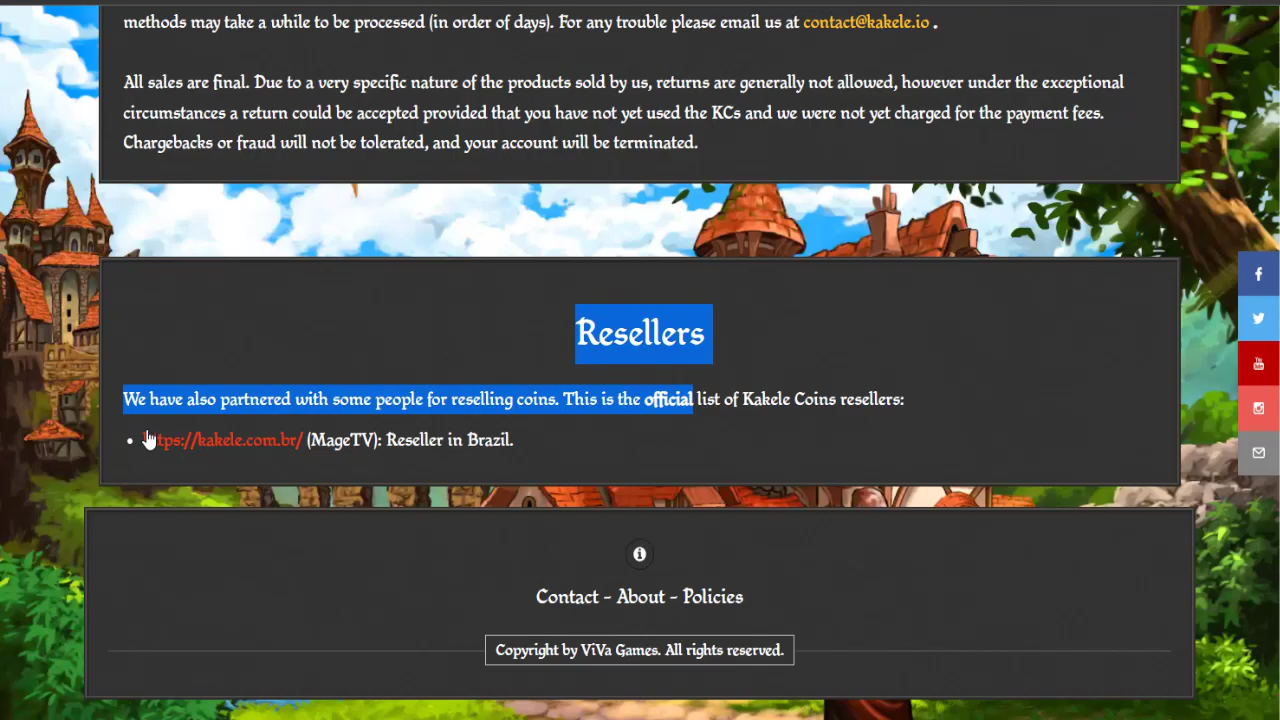 methods may take a while to be processed (in order of days). For any trouble please email us at contact@kakele.io .
All sales are final. Due to a very specific nature of the products sold by us, returns are generally not allowed, however under the exceptional
circumstances a return could be accepted provided that you have not yet used the KCs and we were not yet charged for the payment fees.
Chargebacks or fraud will not be tolerated, and your account will be terminated.
Resellers
We have also partnered with some people for reselling coins. This is the official list of Kakele Coins resellers:
https://kakele.com.br/ (MageTV): Reseller in Brazil.
Contact - About - Policies
Copyright by ViVa Games. All rights reserved.